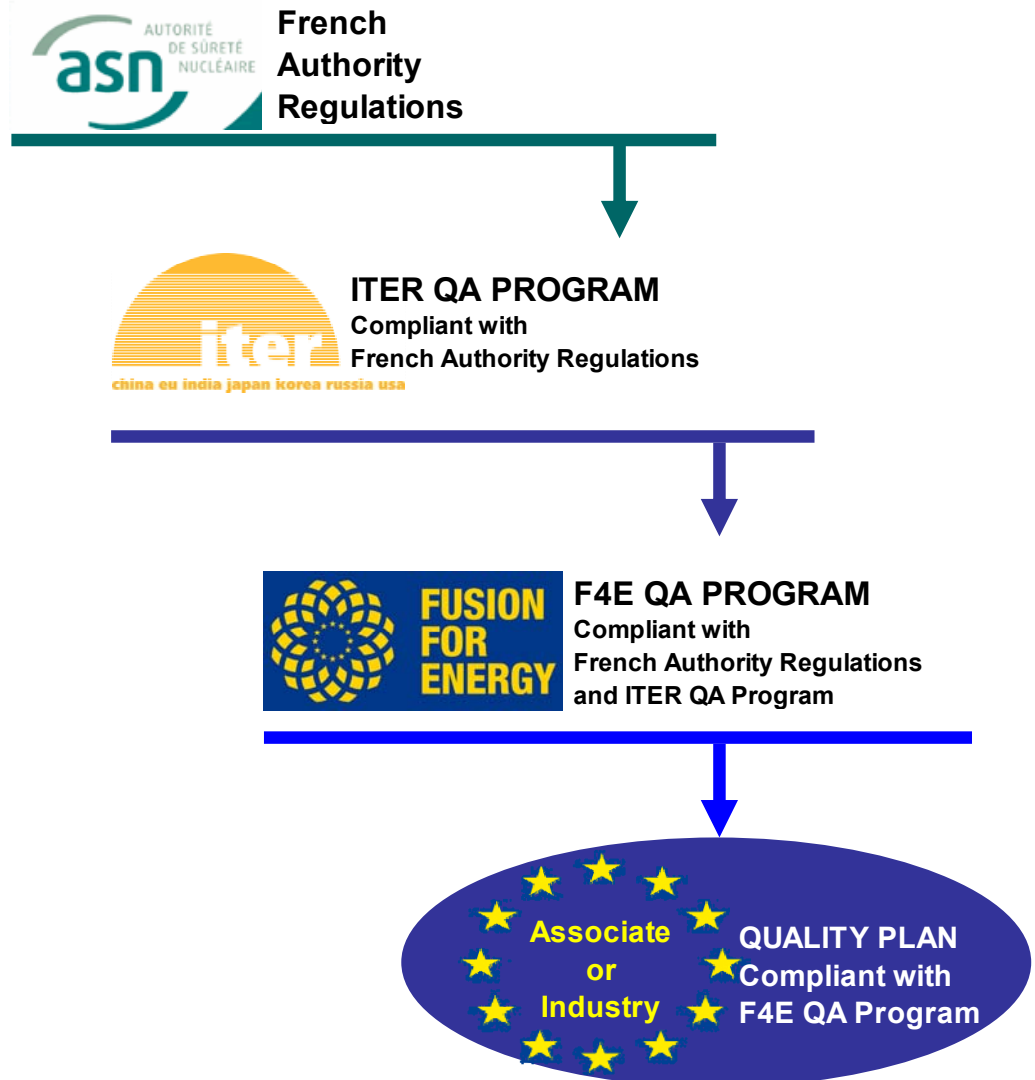 AUTORITÉ
DE SÛRETÉ
NUCLÉAIRE
asn
French
Authority
Regulations
iter
china eu india japan korea russia usa
ITER QA PROGRAM
Compliant with
French Authority Regulations
FUSION
FOR
ENERGY
F4E QA PROGRAM
Compliant with
French Authority Regulations
and ITER QA Program
Associate
or
Industry
QUALITY PLAN
Compliant with
F4E QA Program